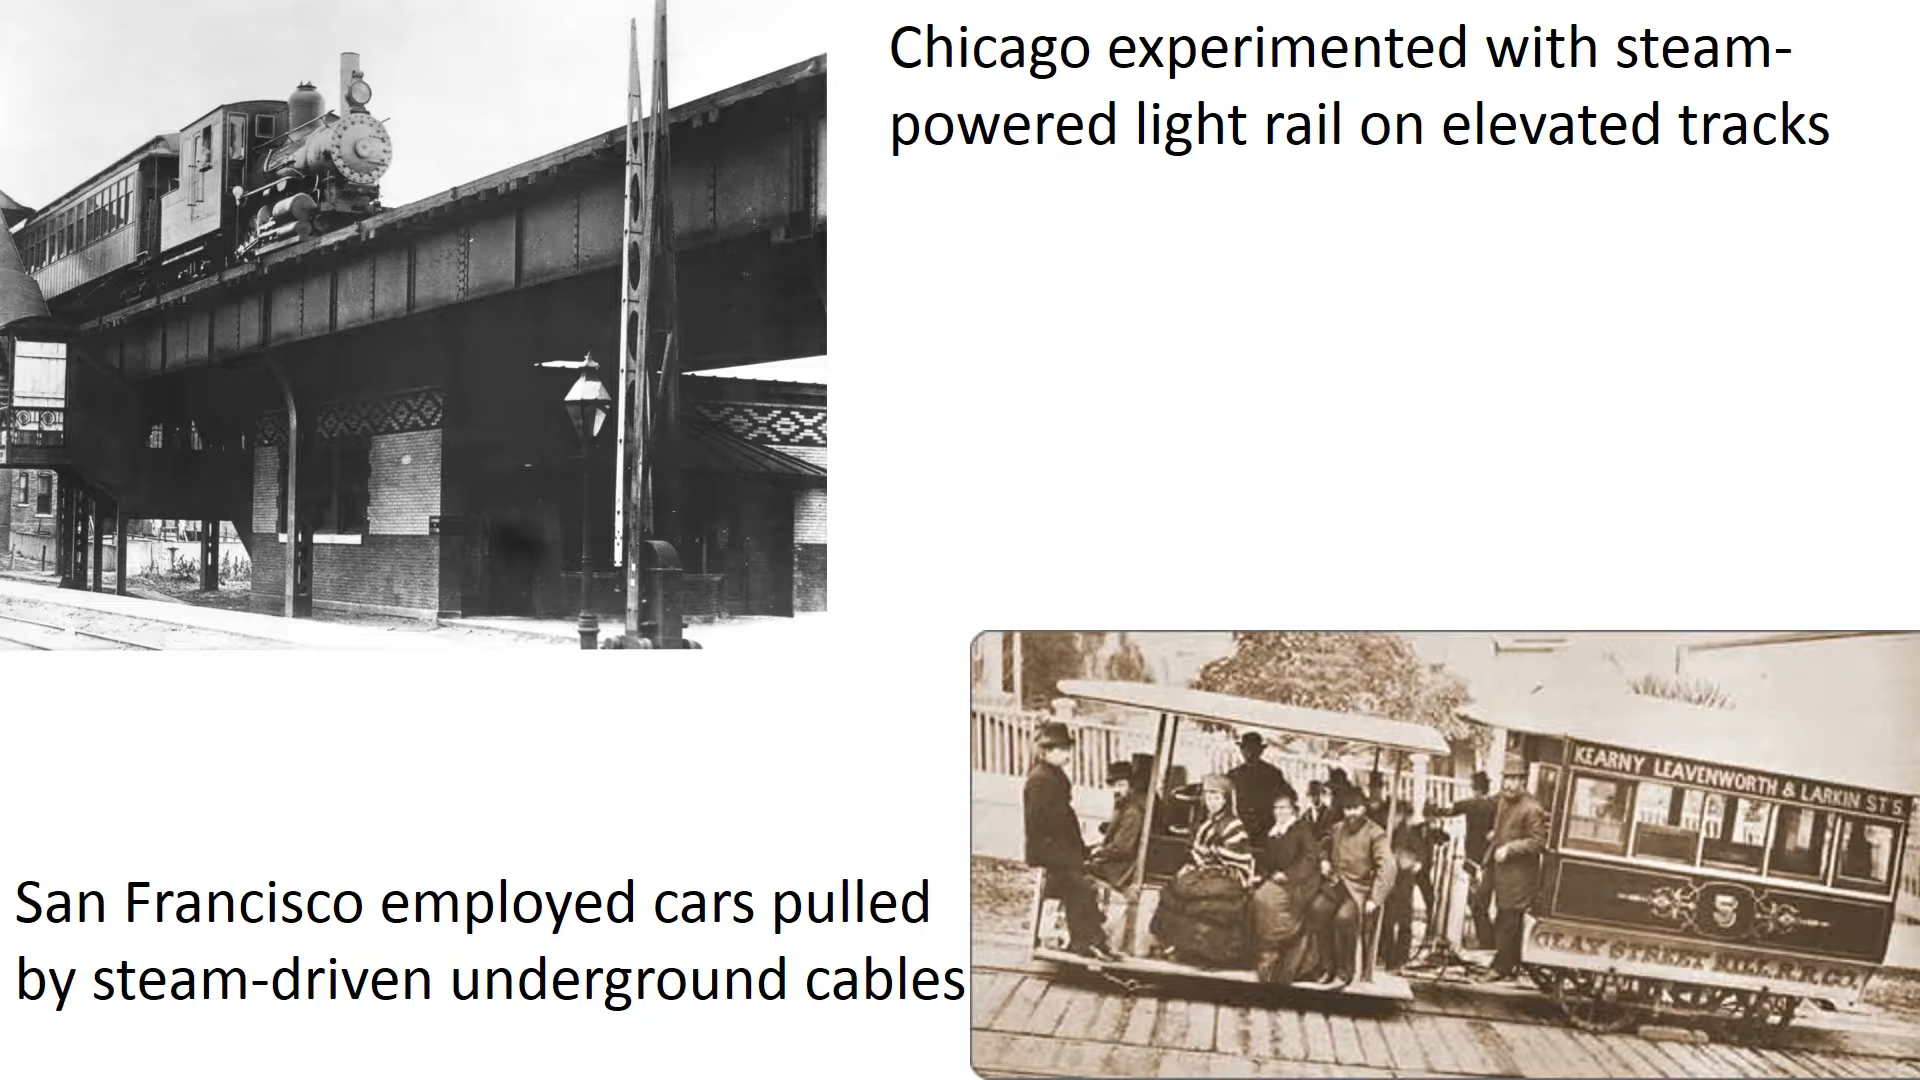 Chicago experimented with steam-
powered light rail on elevated tracks
KEARNY LEAVENWORTH & LARKIN STS
5
CLAY STREET HILL R.R.CO.
San Francisco employed cars pulled
by steam-driven underground cables